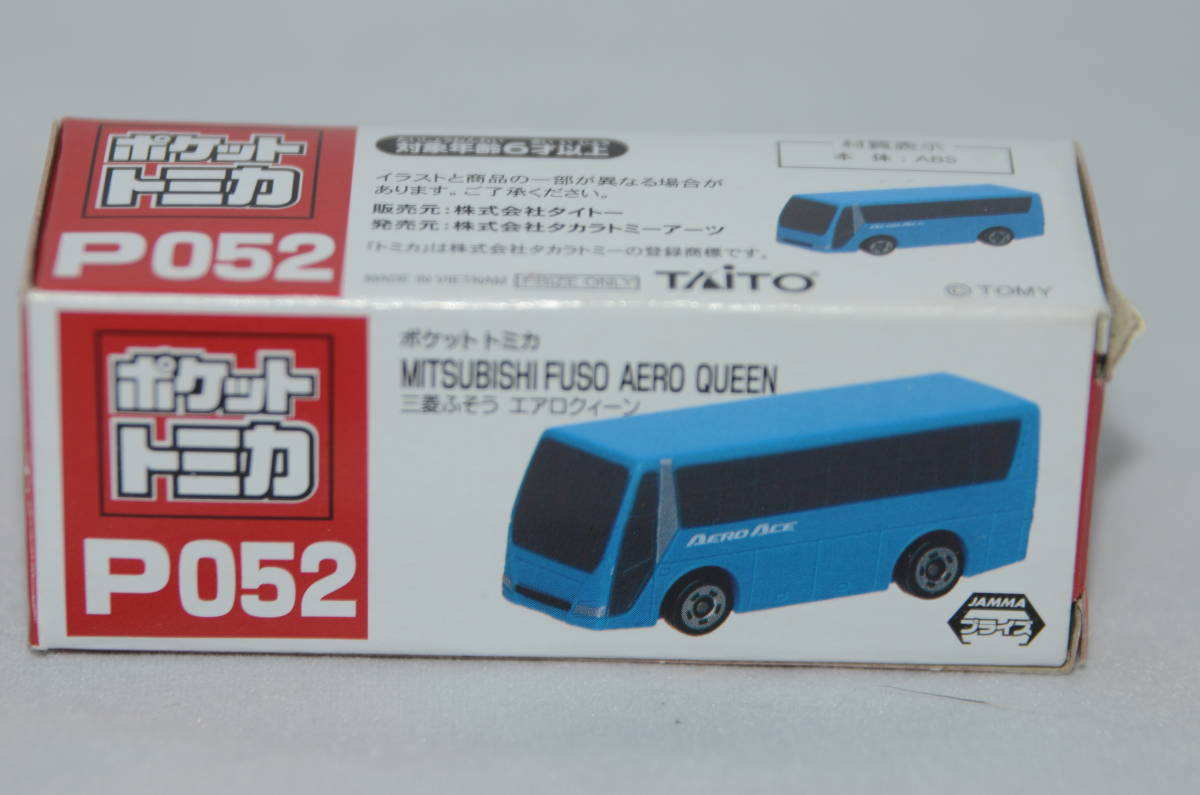 ポケット
トミカ
P052
対象年齢6才以上
イラストと商品の一部が異なる場合が
あります。ご了承ください。
販売元:株式会社タイトー
発売元:株式会社タカラトミーアーツ
「トミカ」は株式会社タカラトミーの登録商標です。
MADE IN VIETNAM PRIZE ONLY TAITO
材質表示
本体:ABS
AERO ACE
© TOMY
ポケット
トミカ
P052
ポケットトミカ
MITSUBISHI FUSO AERO QUEEN
三菱ふそう エアロクィーン
AERO ACE
JAMMA
プライズ